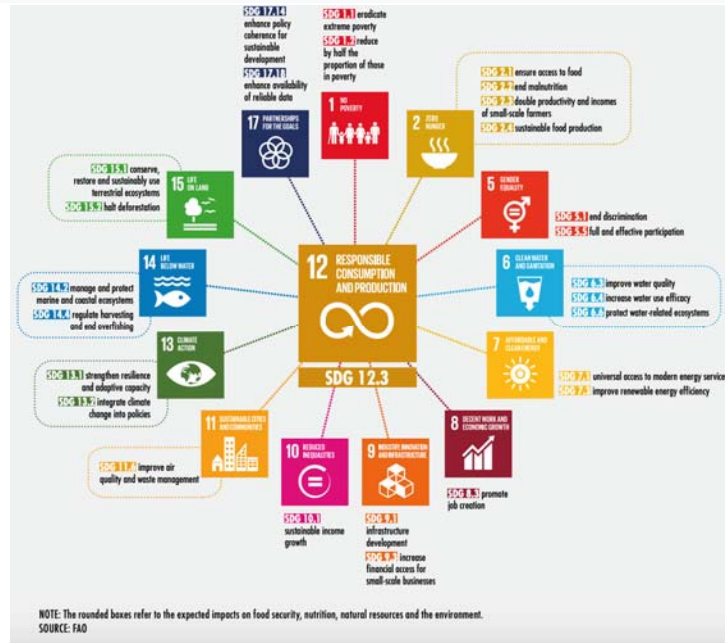 SDG 17.14
enhance policy
coherence for
sustainable
development
SDG 17.18
enhance availability
of reliable data
SDG 1.1 eradicate
extreme poverty
SDG 1.2 reduce
by half the
proportion of those
in poverty
SDG 2.1 ensure access to food
SDG 2.2 end malnutrition
SDG 2.3 double productivity and incomes
of small-scale farmers
SDG 2.4 sustainable food production
17 PARTNERSHIPS
FOR THE GOALS
1 NO
POVERTY
2 ZERO
HUNGER
SDG 15.1 conserve,
restore and sustainably use
terrestrial ecosystems
SDG 15.2 halt deforestation
15 LIFE
ON LAND
5 GENDER
EQUALITY
SDG 5.1 end discrimination
SDG 5.5 full and effective participation
14 LIFE
BELOW WATER
SDG 14.2 manage and protect
marine and coastal ecosystems
SDG 14.4 regulate harvesting
and end overfishing
12 RESPONSIBLE
CONSUMPTION
AND PRODUCTION
SDG 12.3
6 CLEAN WATER
AND SANITATION
SDG 6.3 improve water quality
SDG 6.4 increase water use efficacy
SDG 6.6 protect water-related ecosystems
13 CLIMATE
ACTION
SDG 13.1 strengthen resilience
and adaptive capacity
SDG 13.2 integrate climate
change into policies
7 AFFORDABLE AND
CLEAN ENERGY
SDG 7.1 universal access to modern energy service
SDG 7.3 improve renewable energy efficiency
11 SUSTAINABLE CITIES
AND COMMUNITIES
SDG 11.6 improve air
quality and waste management
10 REDUCED
INEQUALITIES
SDG 10.1
sustainable income
growth
9 INDUSTRY, INNOVATION
AND INFRASTRUCTURE
SDG 9.1
infrastructure
development
SDG 9.3 increase
financial access for
small-scale businesses
8 DECENT WORK AND
ECONOMIC GROWTH
SDG 8.3 promote
job creation
NOTE: The rounded boxes refer to the expected impacts on food security, nutrition, natural resources and the environment.
SOURCE: FAO